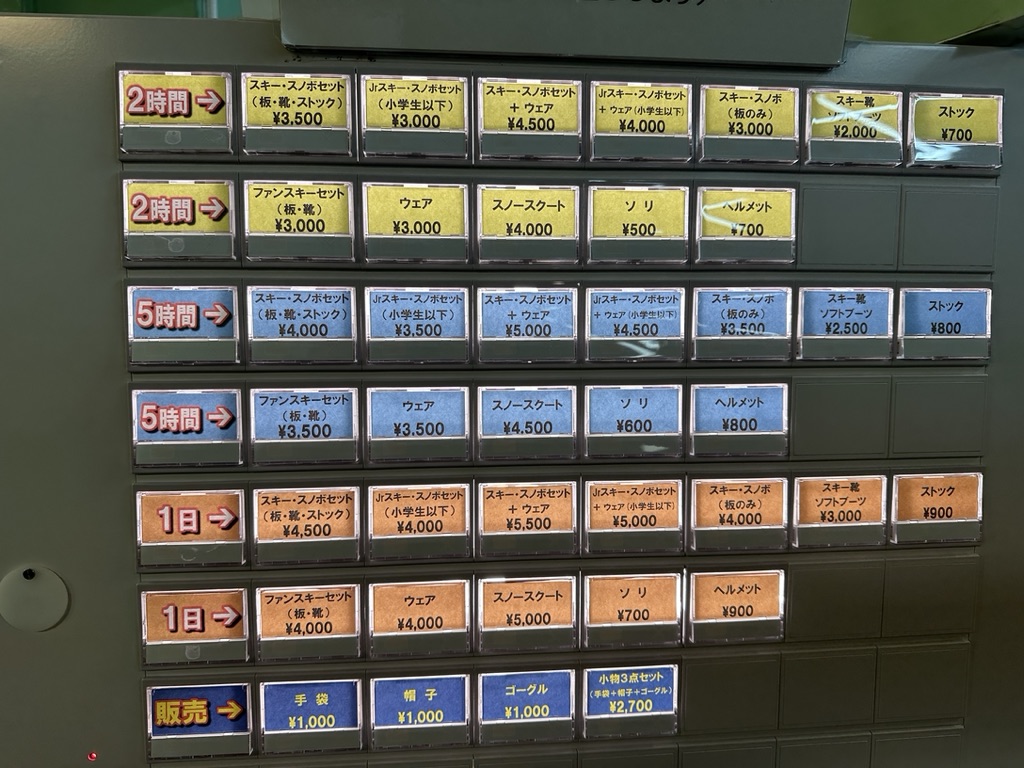 2時間→
スキー・スノボセット
(板・靴・ストック)
¥3,500
Jrスキー・スノボセット
(小学生以下)
¥3,000
スキー・スノボセット
+ウェア
¥4,500
Jrスキー・スノボセット
+ウェア(小学生以下)
¥4,000
スキー・スノボ
(板のみ)
¥3,000
スキー靴
ソフトブーツ
¥2,000
ストック
¥700
2時間→
ファンスキーセット
(板・靴)
¥3,000
ウェア
¥3,000
スノースクート
¥4,000
ソリ
¥500
ヘルメット
¥700
5時間→
スキー・スノボセット
(板・靴・ストック)
¥4,000
Jrスキー・スノボセット
(小学生以下)
¥3,500
スキー・スノボセット
+ウェア
¥5,000
Jrスキー・スノボセット
+ウェア(小学生以下)
¥4,500
スキー・スノボ
(板のみ)
¥3,500
スキー靴
ソフトブーツ
¥2,500
ストック
¥800
5時間→
ファンスキーセット
(板・靴)
¥3,500
ウェア
¥3,500
スノースクート
¥4,500
ソリ
¥600
ヘルメット
¥800
1日→
スキー・スノボセット
(板・靴・ストック)
¥4,500
Jrスキー・スノボセット
(小学生以下)
¥4,000
スキー・スノボセット
+ウェア
¥5,500
Jrスキー・スノボセット
+ウェア(小学生以下)
¥5,000
スキー・スノボ
(板のみ)
¥4,000
スキー靴
ソフトブーツ
¥3,000
ストック
¥900
1日→
ファンスキーセット
(板・靴)
¥4,000
ウェア
¥4,000
スノースクート
¥5,000
ソリ
¥700
ヘルメット
¥900
販売→
手袋
¥1,000
帽子
¥1,000
ゴーグル
¥1,000
小物3点セット
(手袋+帽子+ゴーグル)
¥2,700